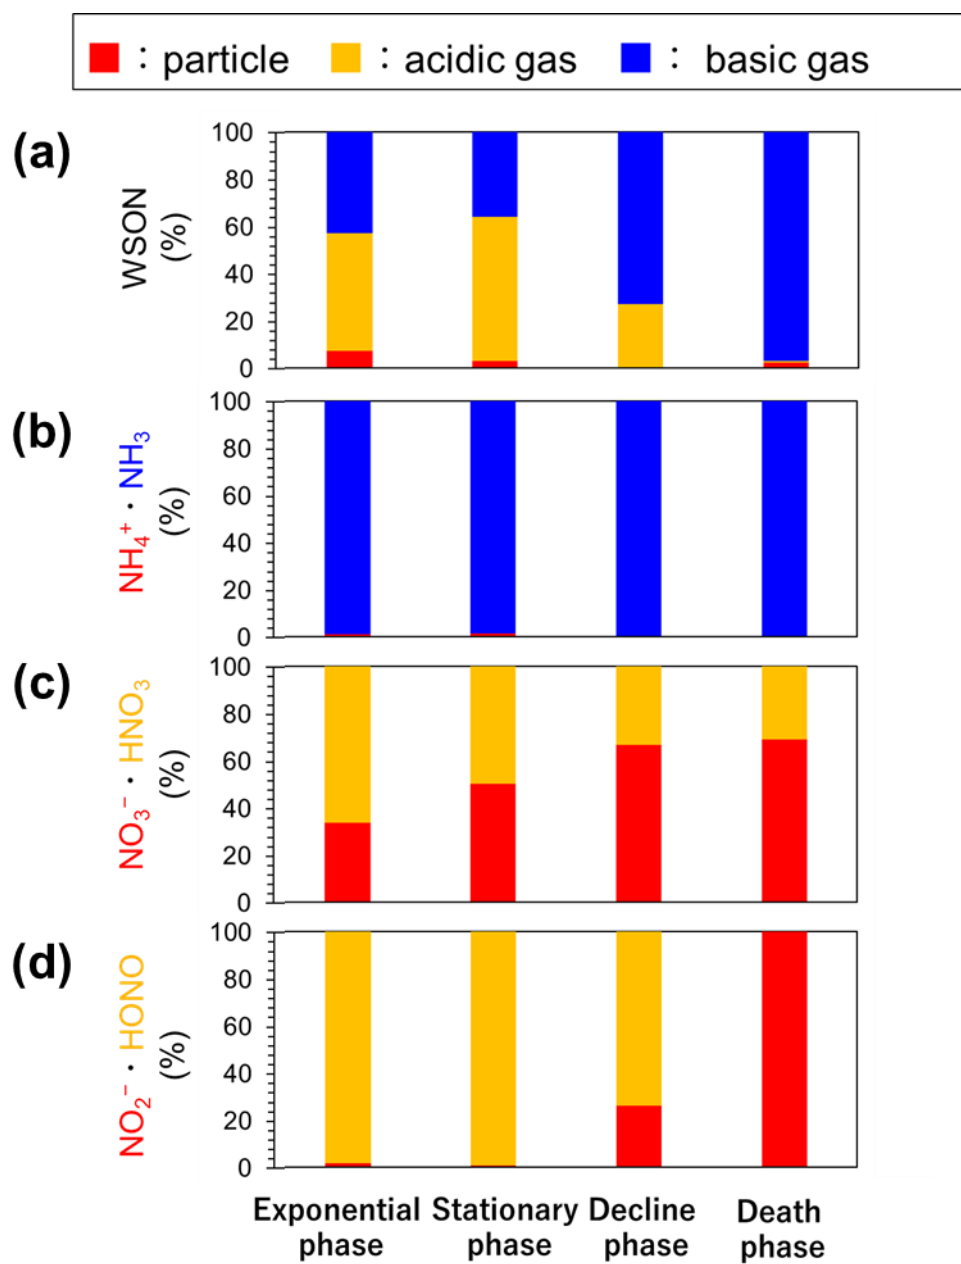 : particle : acidic gas : basic gas
(a)
WSON
(%)
100
80
60
40
20
0
(b)
NH₄⁺・NH₃
(%)
100
80
60
40
20
0
(c)
NO₃⁻・HNO₃
(%)
100
80
60
40
20
0
(d)
NO₂⁻・HONO
(%)
100
80
60
40
20
0
Exponential Stationary Decline Death
phase phase phase phase